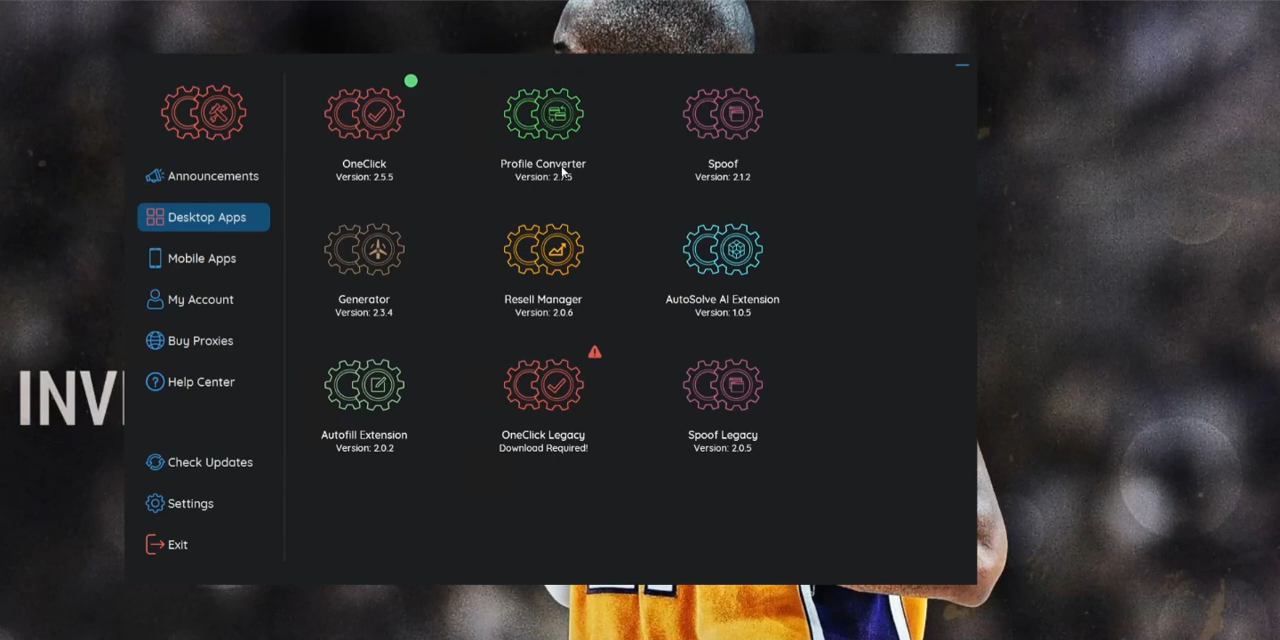 Announcements
Desktop Apps
Mobile Apps
My Account
Buy Proxies
Help Center
Check Updates
Settings
Exit
OneClick
Version: 2.5.5
Profile Converter
Spoof
Version: 2.1.2
Generator
Version: 2.3.4
Resell Manager
Version: 2.0.6
AutoSolve AI Extension
Version: 1.0.5
Autofill Extension
Version: 2.0.2
OneClick Legacy
Download Required!
Spoof Legacy
Version: 2.0.5
INV